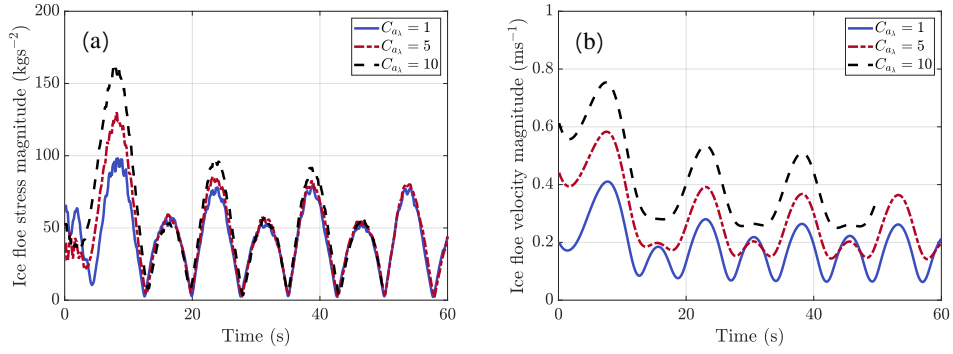 (a)
C_{a_λ} = 1
C_{a_λ} = 5
C_{a_λ} = 10
Ice floe stress magnitude (kgs⁻²)
200
150
100
50
0
0 20 40 60
Time (s)
(b)
C_{a_λ} = 1
C_{a_λ} = 5
C_{a_λ} = 10
Ice floe velocity magnitude (ms⁻¹)
1
0.8
0.6
0.4
0.2
0
0 20 40 60
Time (s)